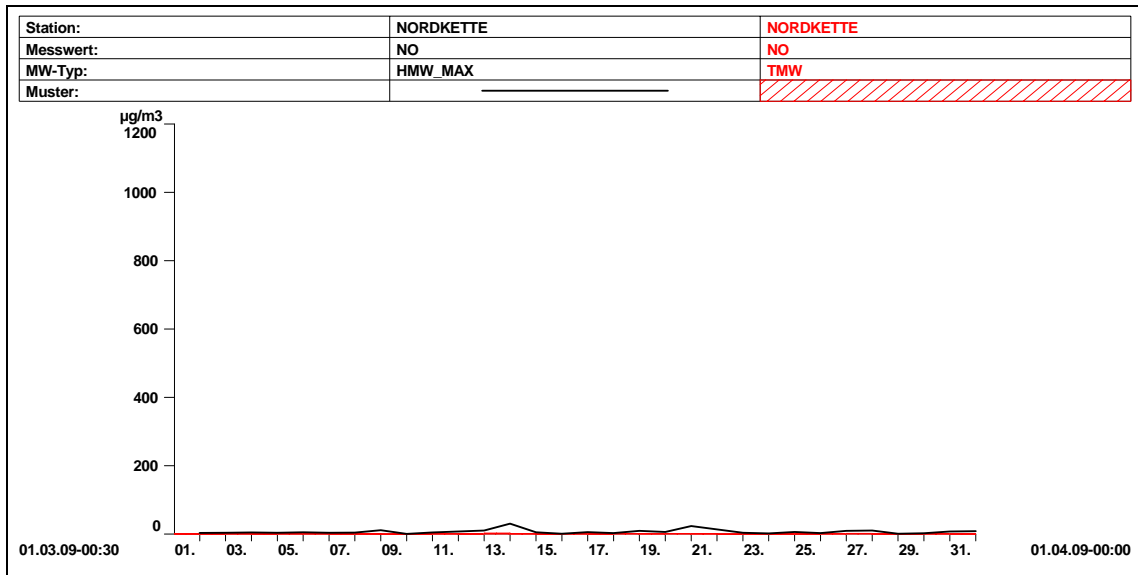 Station: NORDKETTE NORDKETTE
Messwert: NO NO
MW-Typ: HMW_MAX TMW
Muster:
µg/m3
1200
1000
800
600
400
200
0
01.03.09-00:30 01. 03. 05. 07. 09. 11. 13. 15. 17. 19. 21. 23. 25. 27. 29. 31. 01.04.09-00:00